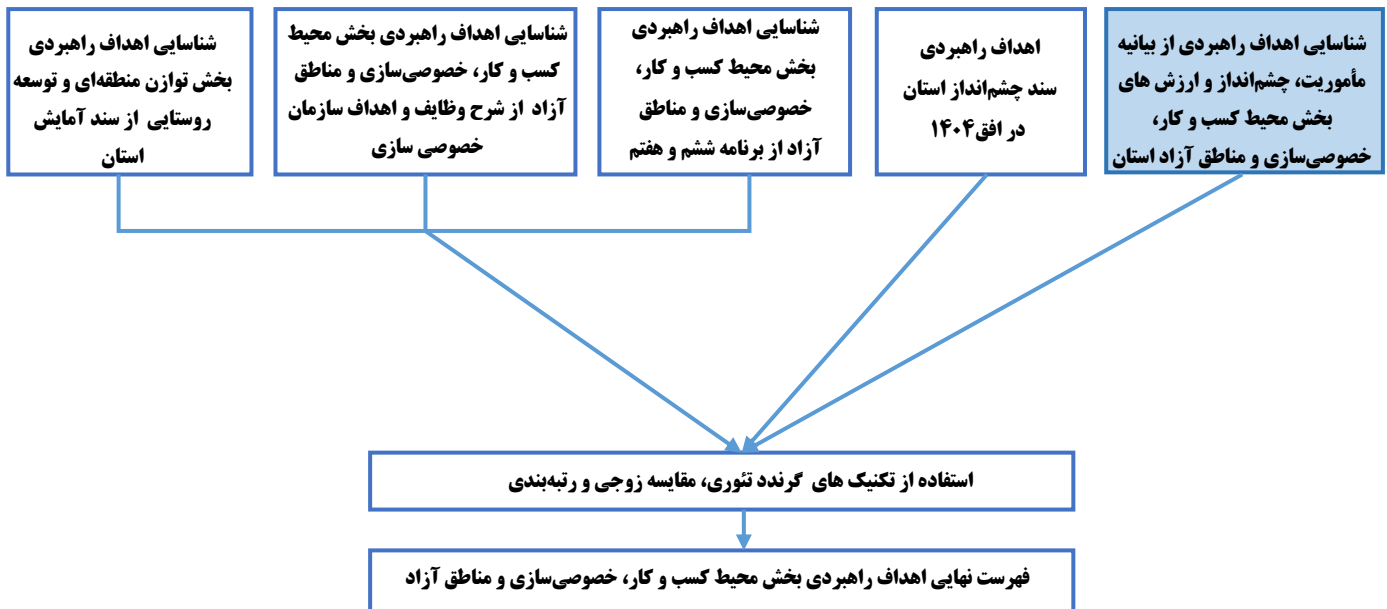 شناسایی اهداف راهبردی از بیانیه
مأموریت، چشم‌انداز و ارزش های
بخش محیط کسب و کار،
خصوصی‌سازی و مناطق آزاد استان
اهداف راهبردی
سند چشم‌انداز استان
در افق۱۴۰۴
شناسایی اهداف راهبردی
بخش محیط کسب و کار،
خصوصی‌سازی و مناطق
آزاد از برنامه ششم و هفتم
شناسایی اهداف راهبردی بخش محیط
کسب و کار، خصوصی‌سازی و مناطق
آزاد از شرح وظایف و اهداف سازمان
خصوصی سازی
شناسایی اهداف راهبردی
بخش توازن منطقه‌ای و توسعه
روستایی از سند آمایش
استان
استفاده از تکنیک های گرندد تئوری، مقایسه زوجی و رتبه‌بندی
فهرست نهایی اهداف راهبردی بخش محیط کسب و کار، خصوصی‌سازی و مناطق آزاد